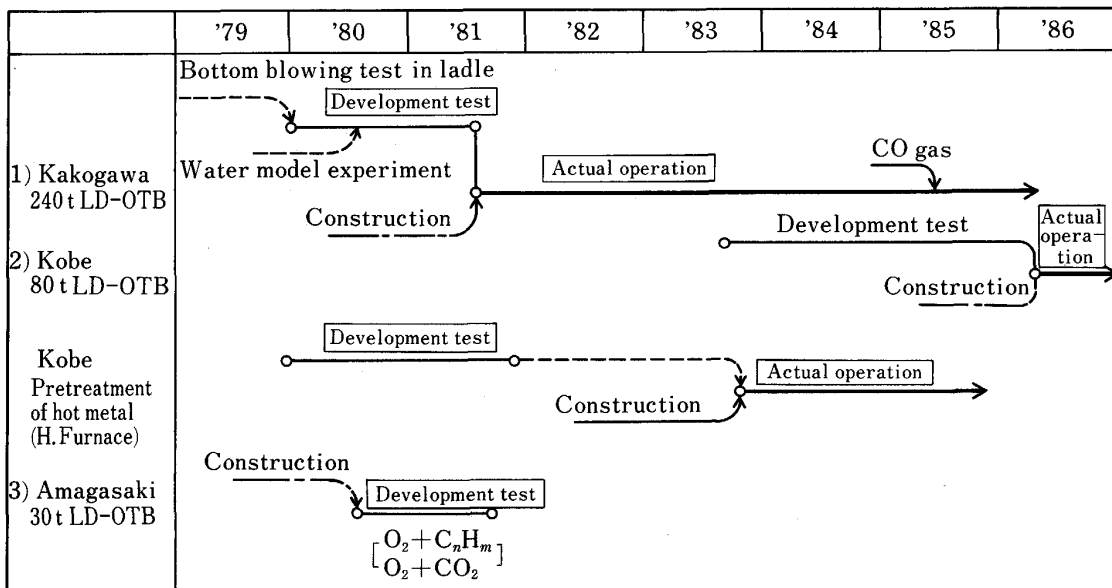 '79 '80 '81 '82 '83 '84 '85 '86
Bottom blowing test in ladle
Development test
Water model experiment
1) Kakogawa
240t LD-OTB
Actual operation
CO gas
Construction
2) Kobe
80t LD-OTB
Development test
Actual
opera-
tion
Construction
Kobe
Pretreatment
of hot metal
(H. Furnace)
Development test
Actual operation
Construction
3) Amagasaki
30t LD-OTB
Construction
Development test
[O₂+CₙHₘ
O₂+CO₂]